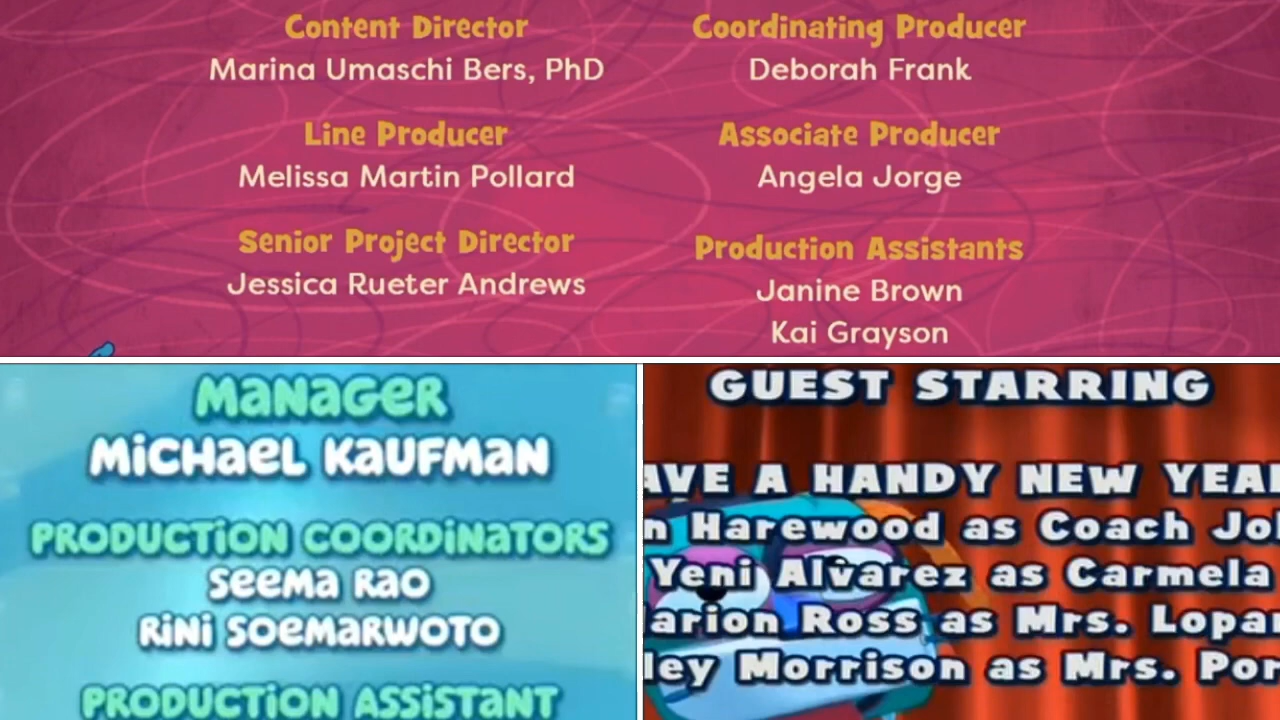 Content Director
Marina Umaschi Bers, PhD
Line Producer
Melissa Martin Pollard
Senior Project Director
Jessica Rueter Andrews
Coordinating Producer
Deborah Frank
Associate Producer
Angela Jorge
Production Assistants
Janine Brown
Kai Grayson
MANAGER
MICHAEL KAUFMAN
PRODUCTION COORDINATORS
SEEMA RAO
RINI SOEMARWOTO
PRODUCTION ASSISTANT
GUEST STARRING
AVE A HANDY NEW YEA
n Harewood as Coach Jo
Yeni Alvarez as Carmela
arion Ross as Mrs. Lopa
ley Morrison as Mrs. Por